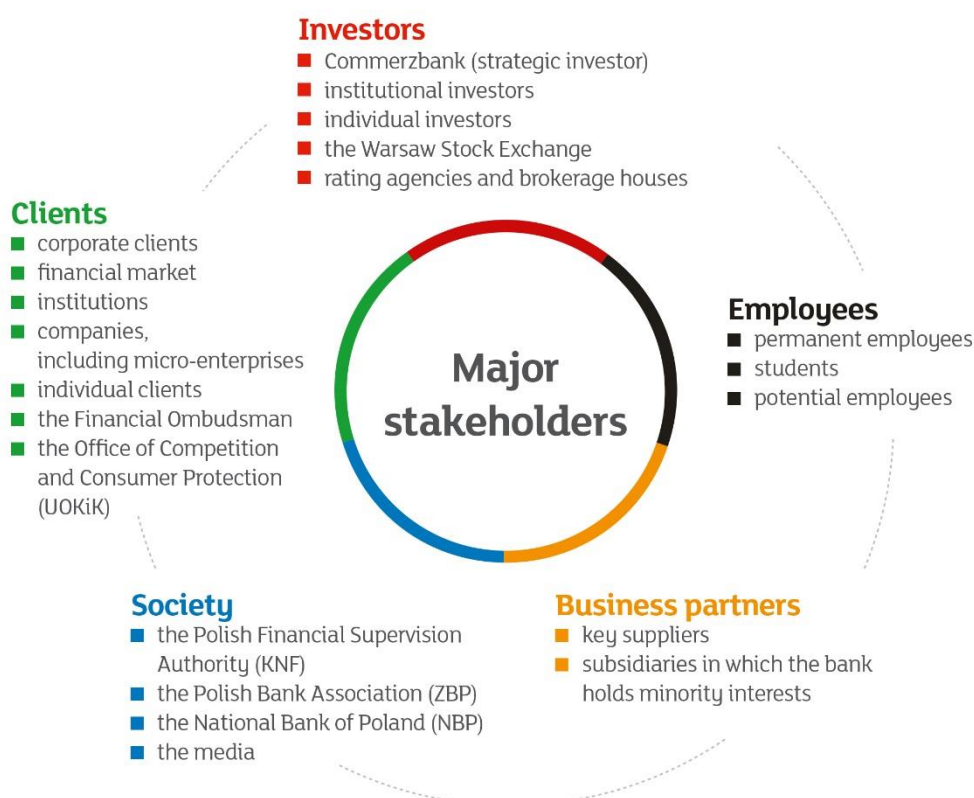 Investors
Commerzbank (strategic investor)
institutional investors
individual investors
the Warsaw Stock Exchange
rating agencies and brokerage houses
Clients
corporate clients
financial market
institutions
companies,
including micro-enterprises
individual clients
the Financial Ombudsman
the Office of Competition
and Consumer Protection
(UOKiK)
Major
stakeholders
Employees
permanent employees
students
potential employees
Society
the Polish Financial Supervision
Authority (KNF)
the Polish Bank Association (ZBP)
the National Bank of Poland (NBP)
the media
Business partners
key suppliers
subsidiaries in which the bank
holds minority interests